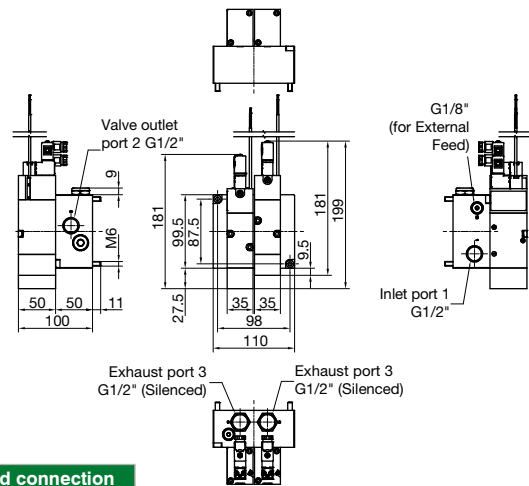 Valve outlet
port 2 G1/2"
G1/8"
(for External
Feed)
9
M6
50
50
11
100
181
99.5
87.5
27.5
9.5
181
199
35
35
98
110
Inlet port 1
G1/2"
Exhaust port 3
G1/2" (Silenced)
Exhaust port 3
G1/2" (Silenced)
d connection